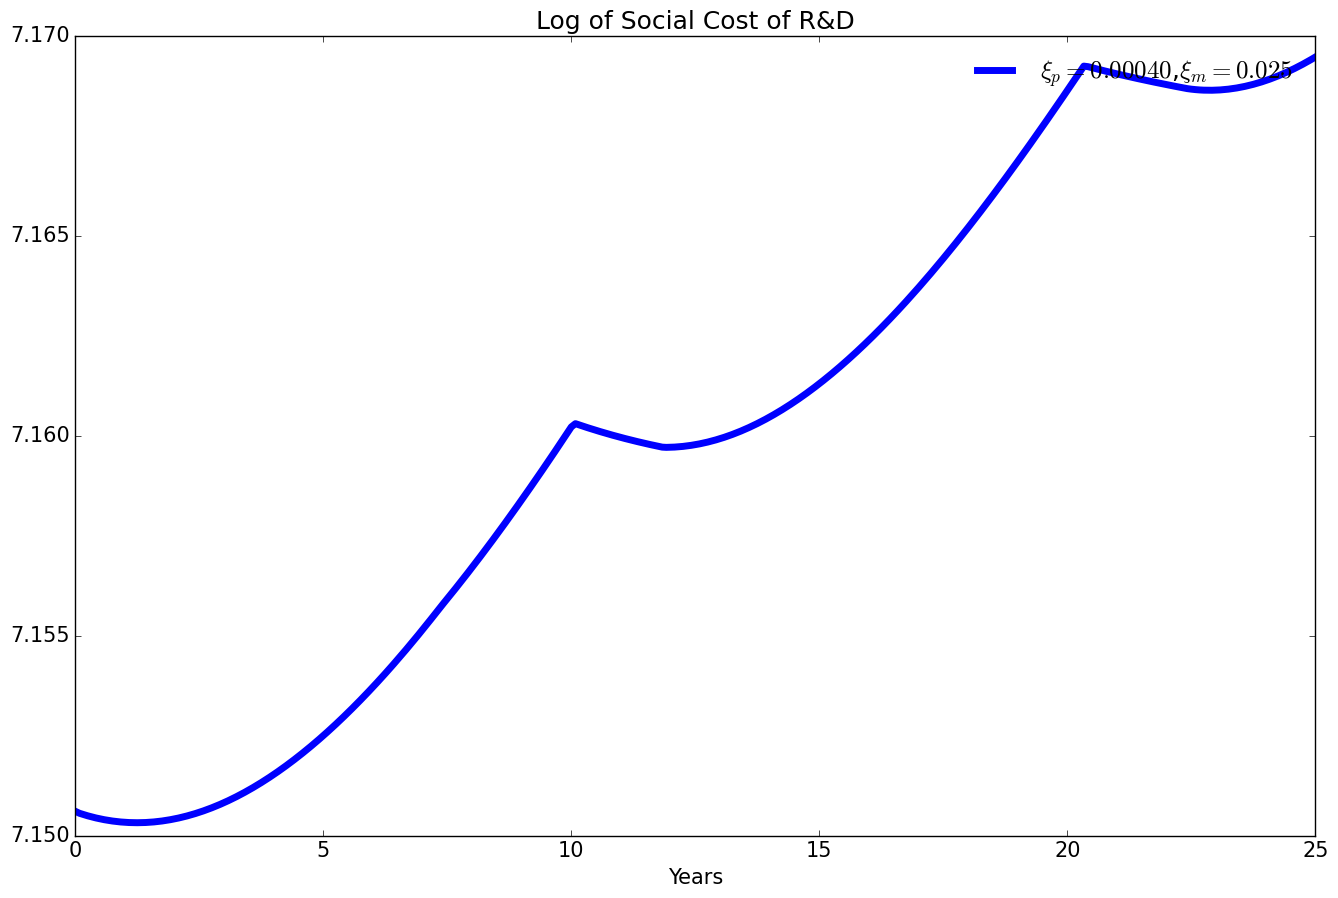 Log of Social Cost of R&D
7.170
ξp = 0.00040,ξm = 0.025
7.165
7.160
7.155
7.150
0 5 10 15 20 25
Years